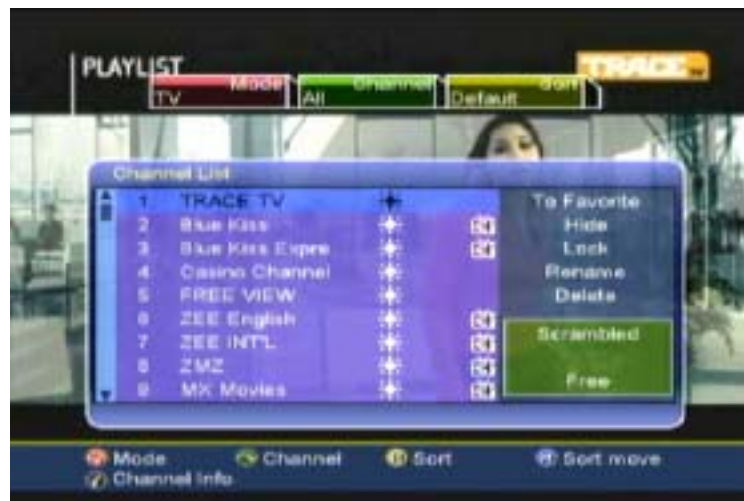 PLAYLIST
TRACE TV
Mode
TV
Channel
All
Sort
Default
Channel List
1 TRACE TV
2 Blue Kiss
3 Blue Kiss Expre
4 Casino Channel
5 FREE VIEW
6 ZEE English
7 ZEE INT'L
8 ZMZ
9 MX Movies
To Favorite
Hide
Lock
Rename
Delete
Scrambled
Free
Mode
Channel
Sort
Sort move
Channel Info.